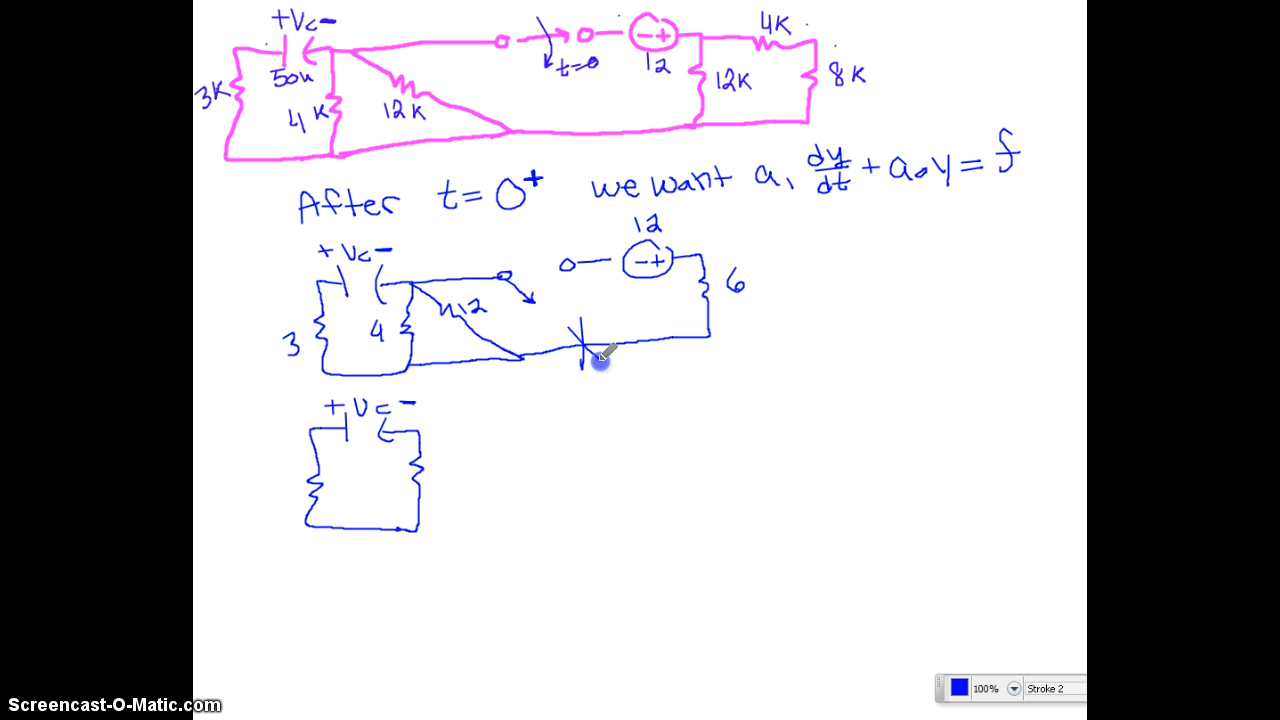 +Vc-
50u
3K
4K
12K
t=0
-+
12
12K
4K
8K
After t=0+ we want a₁ dy/dt + a₀y = f
+Vc-
3
4
12
12
-+
6
+Vc-
100% Stroke 2
Screencast-O-Matic.com